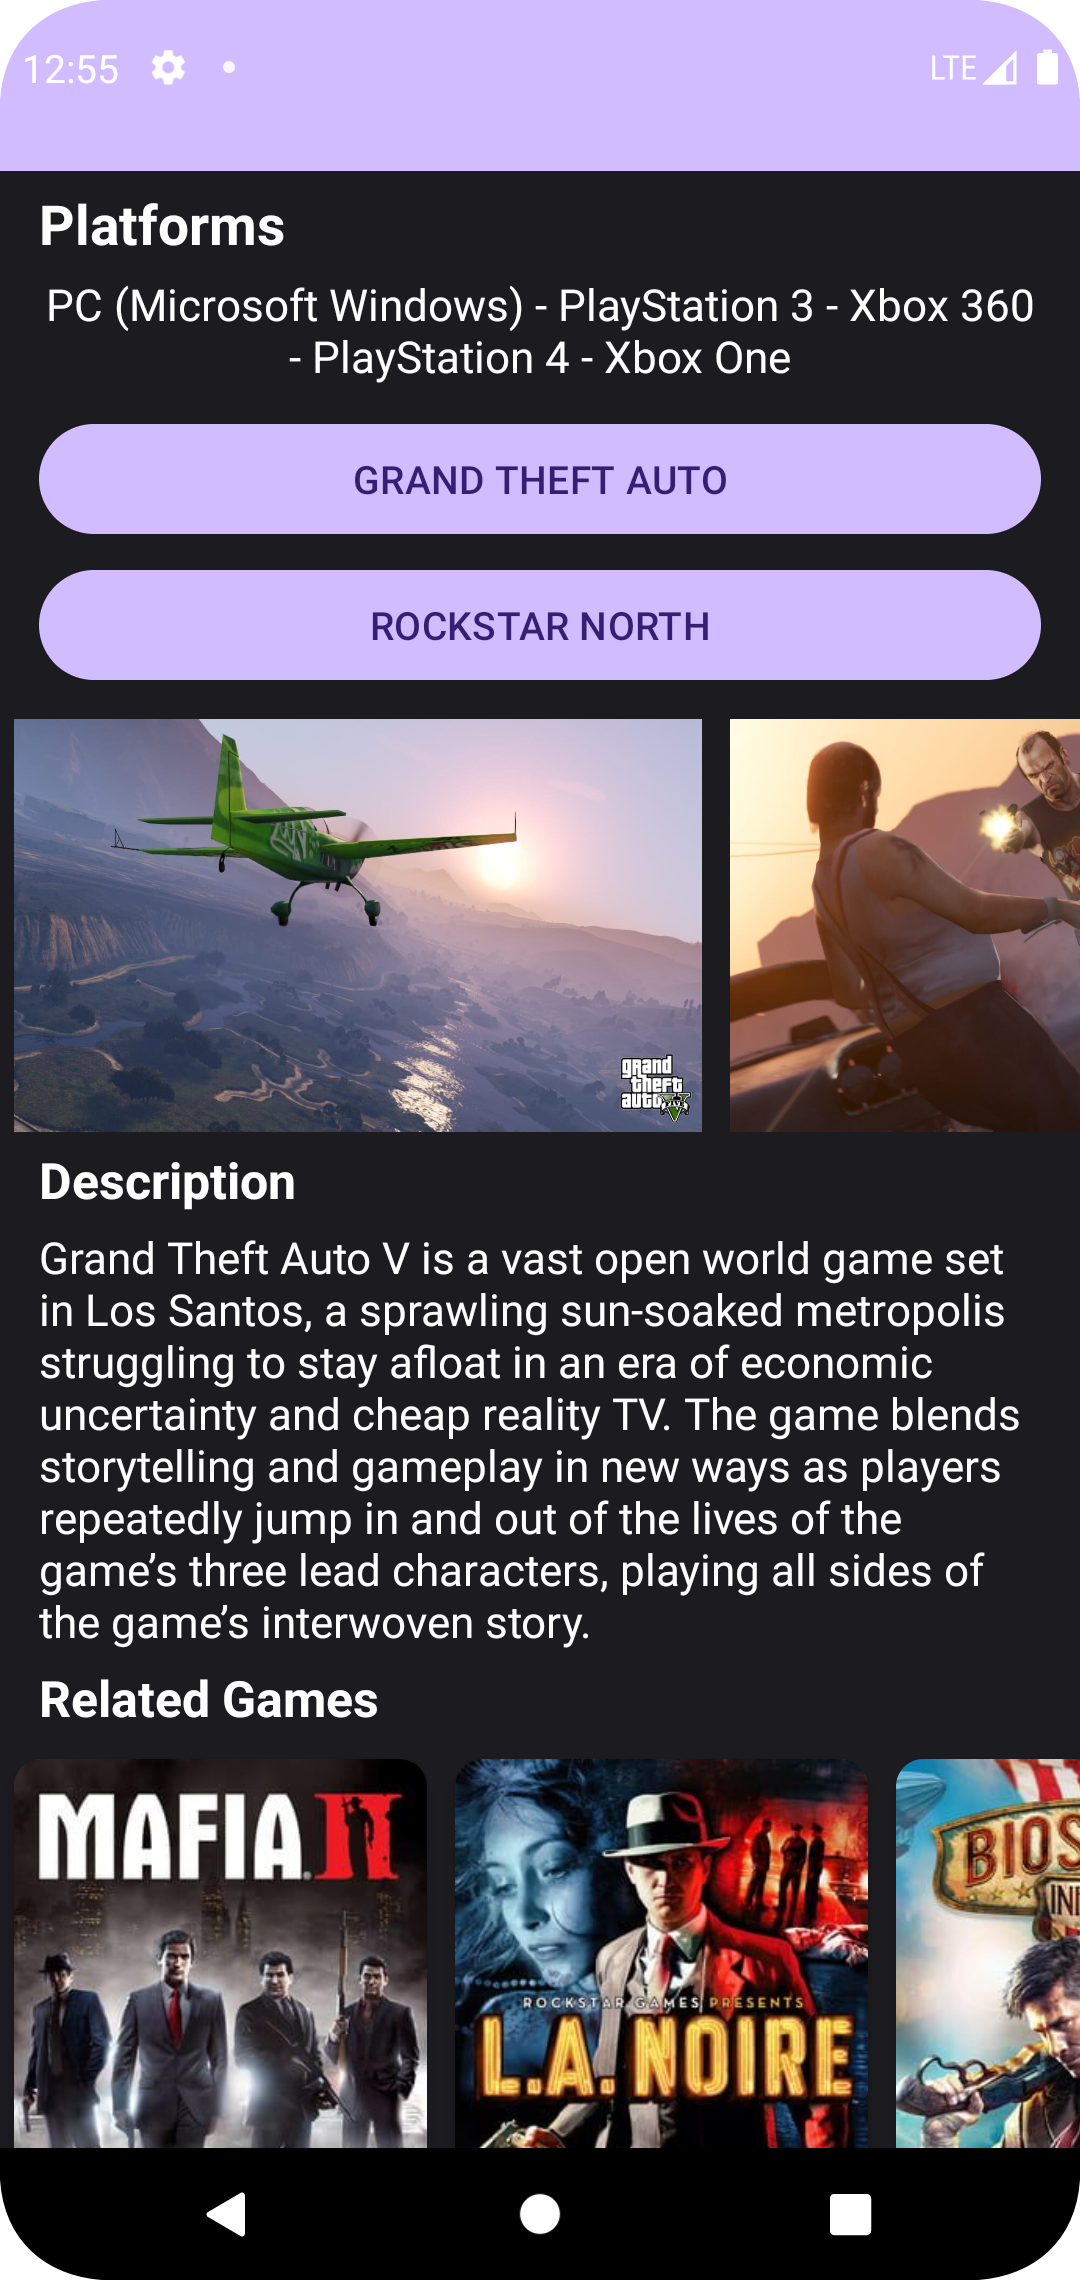 12:55
LTE
Platforms
PC (Microsoft Windows) - PlayStation 3 - Xbox 360
- PlayStation 4 - Xbox One
GRAND THEFT AUTO
ROCKSTAR NORTH
grand
theft
auto V
FIVE
Description
Grand Theft Auto V is a vast open world game set
in Los Santos, a sprawling sun-soaked metropolis
struggling to stay afloat in an era of economic
uncertainty and cheap reality TV. The game blends
storytelling and gameplay in new ways as players
repeatedly jump in and out of the lives of the
game’s three lead characters, playing all sides of
the game’s interwoven story.
Related Games
MAFIA II
ROCKSTAR GAMES PRESENTS
L.A. NOIRE
BIOS
IN